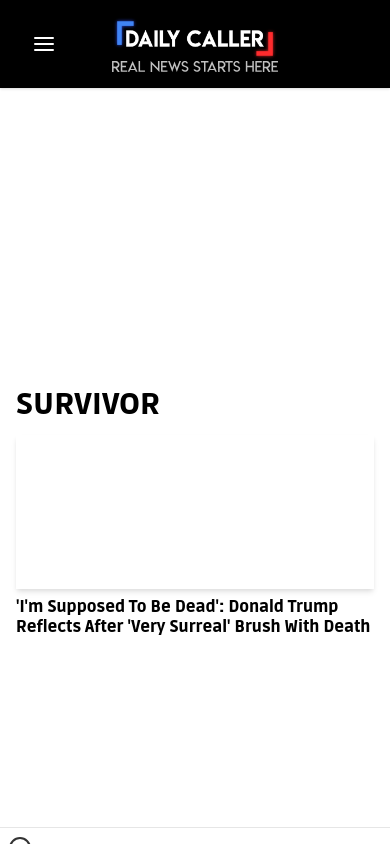 DAILY CALLER
REAL NEWS STARTS HERE
SURVIVOR
'I'm Supposed To Be Dead': Donald Trump
Reflects After 'Very Surreal' Brush With Death